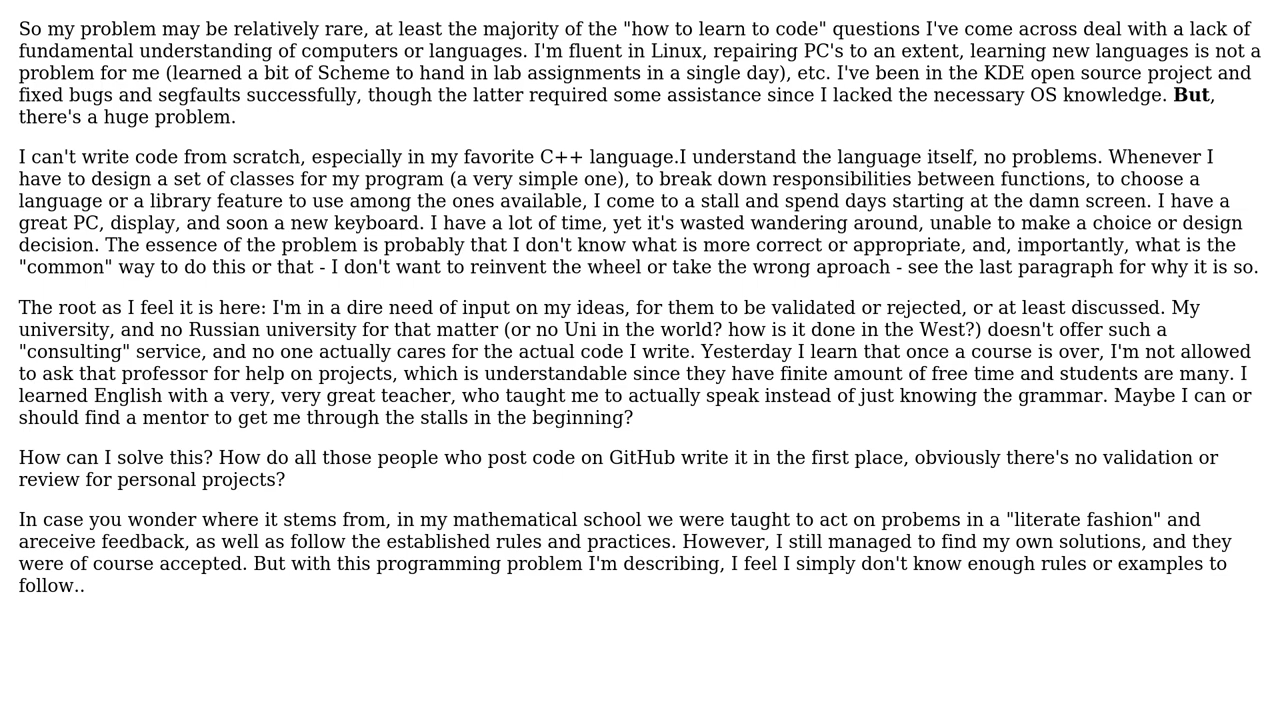 So my problem may be relatively rare, at least the majority of the "how to learn to code" questions I've come across deal with a lack of
fundamental understanding of computers or languages. I'm fluent in Linux, repairing PC's to an extent, learning new languages is not a
problem for me (learned a bit of Scheme to hand in lab assignments in a single day), etc. I've been in the KDE open source project and
fixed bugs and segfaults successfully, though the latter required some assistance since I lacked the necessary OS knowledge. But,
there's a huge problem.
I can't write code from scratch, especially in my favorite C++ language.I understand the language itself, no problems. Whenever I
have to design a set of classes for my program (a very simple one), to break down responsibilities between functions, to choose a
language or a library feature to use among the ones available, I come to a stall and spend days starting at the damn screen. I have a
great PC, display, and soon a new keyboard. I have a lot of time, yet it's wasted wandering around, unable to make a choice or design
decision. The essence of the problem is probably that I don't know what is more correct or appropriate, and, importantly, what is the
"common" way to do this or that - I don't want to reinvent the wheel or take the wrong aproach - see the last paragraph for why it is so.
The root as I feel it is here: I'm in a dire need of input on my ideas, for them to be validated or rejected, or at least discussed. My
university, and no Russian university for that matter (or no Uni in the world? how is it done in the West?) doesn't offer such a
"consulting" service, and no one actually cares for the actual code I write. Yesterday I learn that once a course is over, I'm not allowed
to ask that professor for help on projects, which is understandable since they have finite amount of free time and students are many. I
learned English with a very, very great teacher, who taught me to actually speak instead of just knowing the grammar. Maybe I can or
should find a mentor to get me through the stalls in the beginning?
How can I solve this? How do all those people who post code on GitHub write it in the first place, obviously there's no validation or
review for personal projects?
In case you wonder where it stems from, in my mathematical school we were taught to act on probems in a "literate fashion" and
areceive feedback, as well as follow the established rules and practices. However, I still managed to find my own solutions, and they
were of course accepted. But with this programming problem I'm describing, I feel I simply don't know enough rules or examples to
follow..